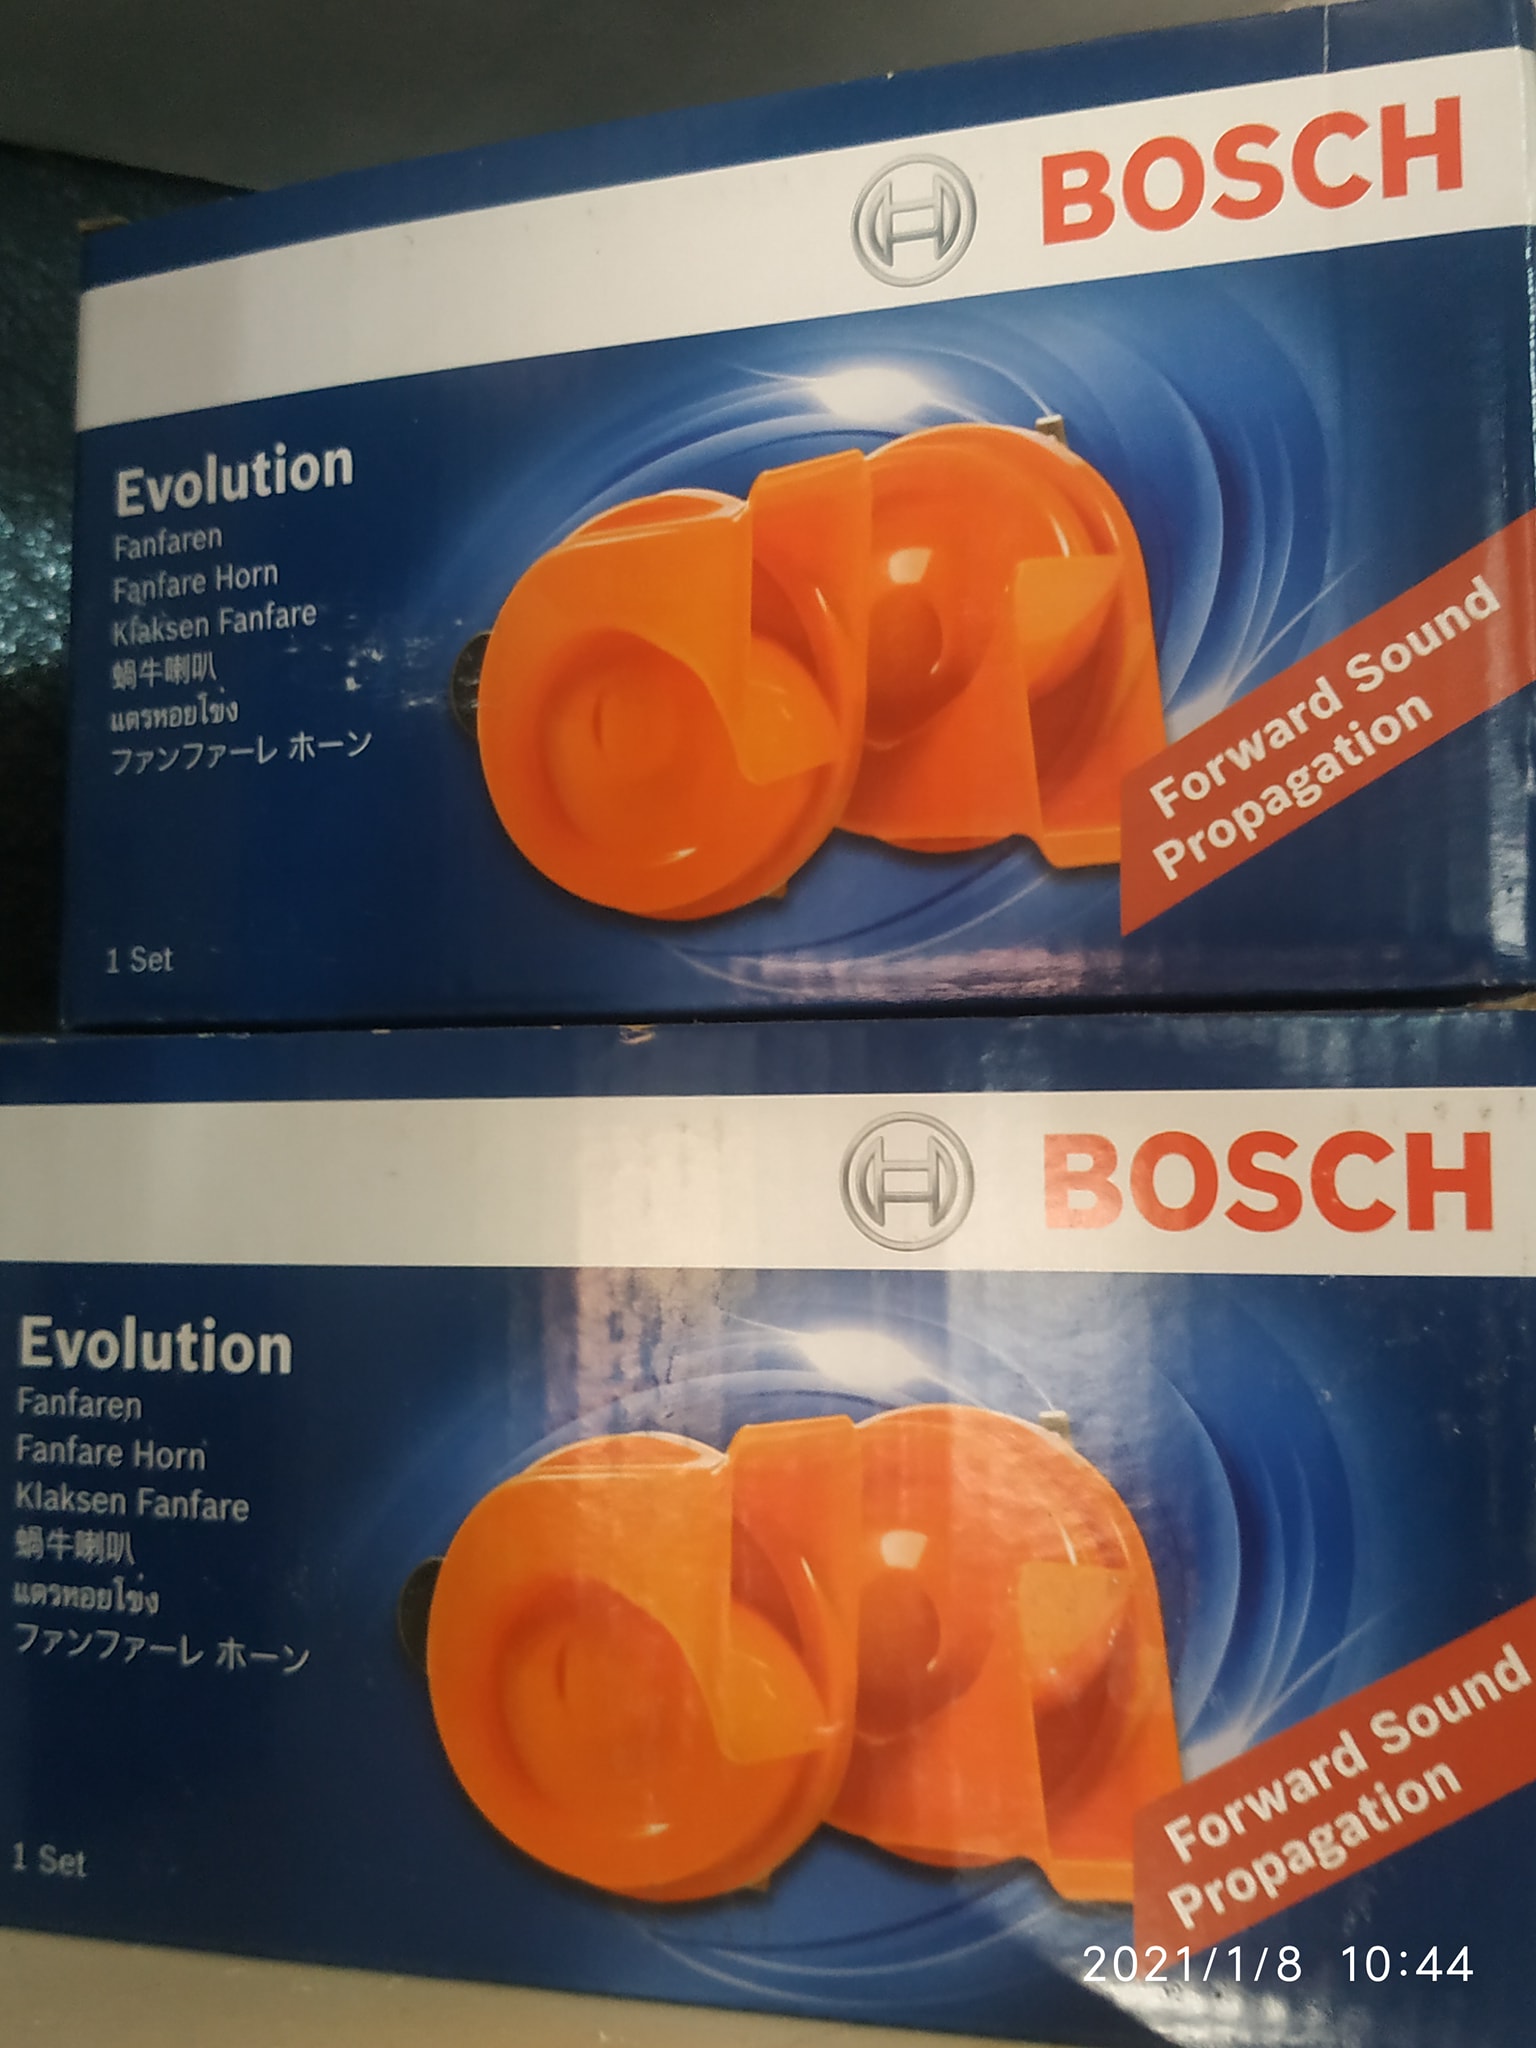 BOSCH
Evolution
Fanfaren
Fanfare Horn
Klaksen Fanfare
蝸牛喇叭
แตรหอยโข่ง
ファンファーレ ホーン
1 Set
Forward Sound
Propagation
BOSCH
Evolution
Fanfaren
Fanfare Horn
Klaksen Fanfare
蝸牛喇叭
แตรหอยโข่ง
ファンファーレ ホーン
1 Set
Forward Sound
Propagation
2021/1/8 10:44